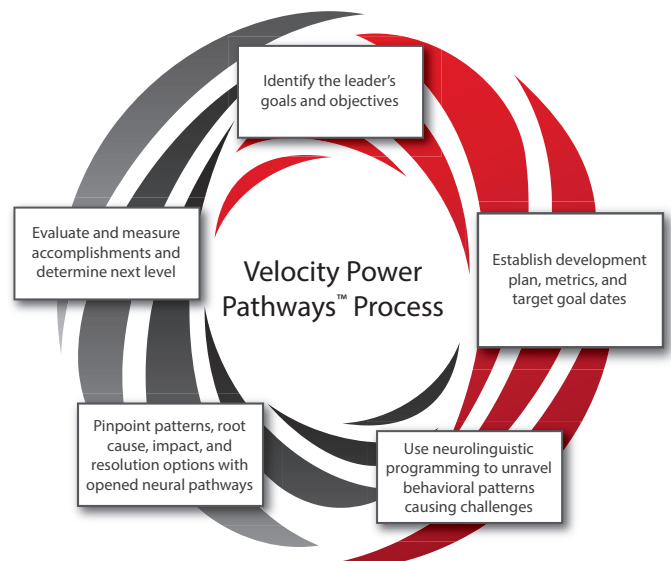 Identify the leader’s
goals and objectives
Establish development
plan, metrics, and
target goal dates
Use neurolinguistic
programming to unravel
behavioral patterns
causing challenges
Pinpoint patterns, root
cause, impact, and
resolution options with
opened neural pathways
Evaluate and measure
accomplishments and
determine next level
Velocity Power
Pathways™ Process